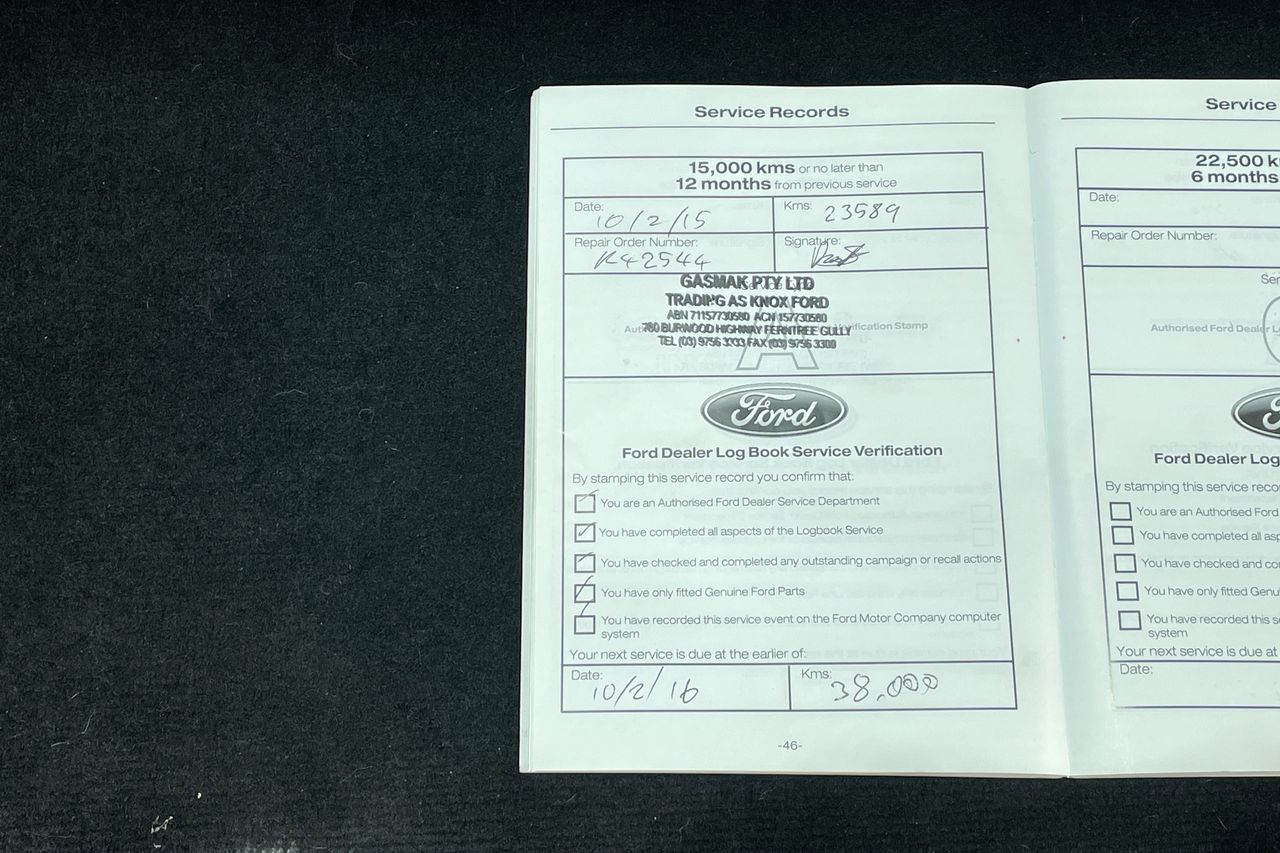 Service Records
15,000 kms or no later than
12 months from previous service
Date: 10/2/15
Kms: 23589
Repair Order Number: R42544
Signature:
GASMAK PTY LTD
TRADING AS KNOX FORD
ABN 71157730580 ACN 157730580
780 BURWOOD HIGHWAY FERNTREE GULLY
Verification Stamp
TEL (03) 9756 3333 FAX (03) 9756 3300
Ford
Ford Dealer Log Book Service Verification
By stamping this service record you confirm that:
You are an Authorised Ford Dealer Service Department
You have completed all aspects of the Logbook Service
You have checked and completed any outstanding campaign or recall actions
You have only fitted Genuine Ford Parts
You have recorded this service event on the Ford Motor Company computer
system
Your next service is due at the earlier of:
Date: 10/2/16
Kms: 38,000
-46-
Service
22,500 k
6 months
Date:
Repair Order Number:
Ser
Authorised Ford Dealer L
Ford Dealer Log
By stamping this service reco
You are an Authorised Ford
You have completed all asp
You have checked and co
You have only fitted Genu
You have recorded this s
system
Your next service is due at
Date: